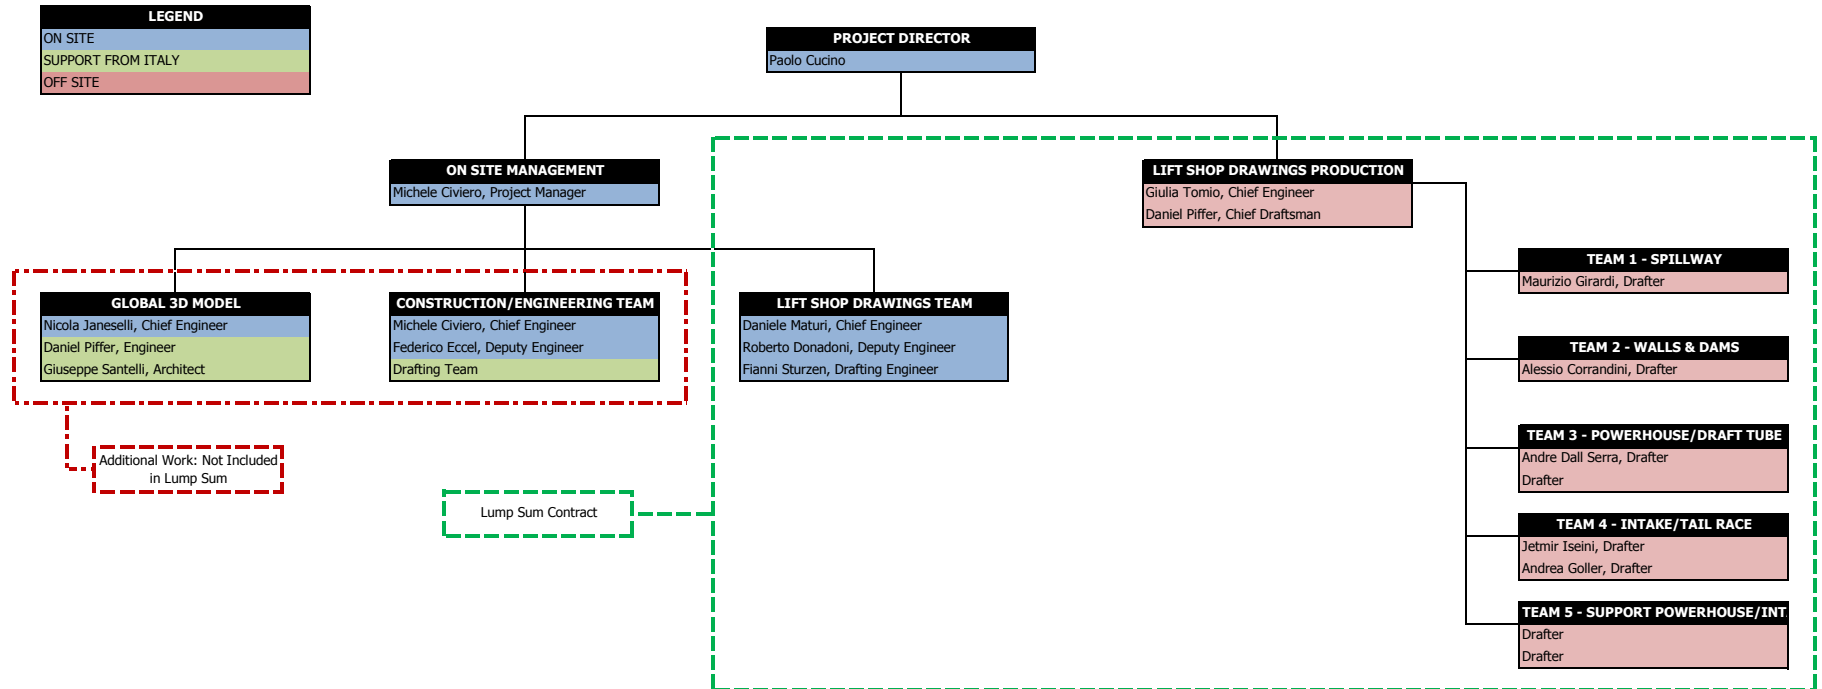 LEGEND
ON SITE
SUPPORT FROM ITALY
OFF SITE
PROJECT DIRECTOR
Paolo Cucino
ON SITE MANAGEMENT
Michele Civiero, Project Manager
LIFT SHOP DRAWINGS PRODUCTION
Giulia Tomio, Chief Engineer
Daniel Piffer, Chief Draftsman
GLOBAL 3D MODEL
Nicola Janeselli, Chief Engineer
Daniel Piffer, Engineer
Giuseppe Santelli, Architect
CONSTRUCTION/ENGINEERING TEAM
Michele Civiero, Chief Engineer
Federico Eccel, Deputy Engineer
Drafting Team
LIFT SHOP DRAWINGS TEAM
Daniele Maturi, Chief Engineer
Roberto Donadoni, Deputy Engineer
Fianni Sturzen, Drafting Engineer
TEAM 1 - SPILLWAY
Maurizio Girardi, Drafter
TEAM 2 - WALLS & DAMS
Alessio Corrandini, Drafter
TEAM 3 - POWERHOUSE/DRAFT TUBE
Andre Dall Serra, Drafter
Drafter
TEAM 4 - INTAKE/TAIL RACE
Jetmir Iseini, Drafter
Andrea Goller, Drafter
TEAM 5 - SUPPORT POWERHOUSE/INT
Drafter
Drafter
Additional Work: Not Included
in Lump Sum
Lump Sum Contract